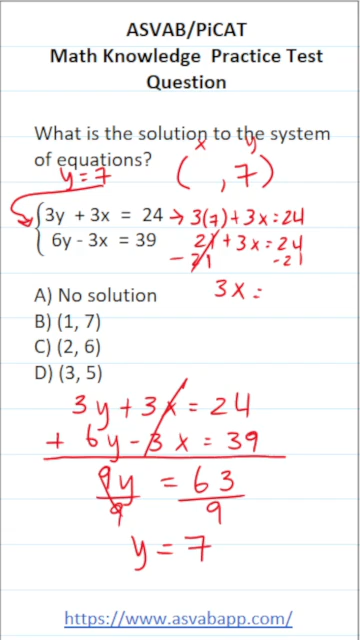 ASVAB/PiCAT
Math Knowledge Practice Test
Question
What is the solution to the system
of equations?
x y
y = 7
( , 7)
3y + 3x = 24 → 3(7) + 3x = 24
6y - 3x = 39
21 + 3x = 24
- 21 - 21
3x =
A) No solution
B) (1, 7)
C) (2, 6)
D) (3, 5)
3y + 3x = 24
+ 6y - 3x = 39
9y = 63
9 9
y = 7
https://www.asvabapp.com/